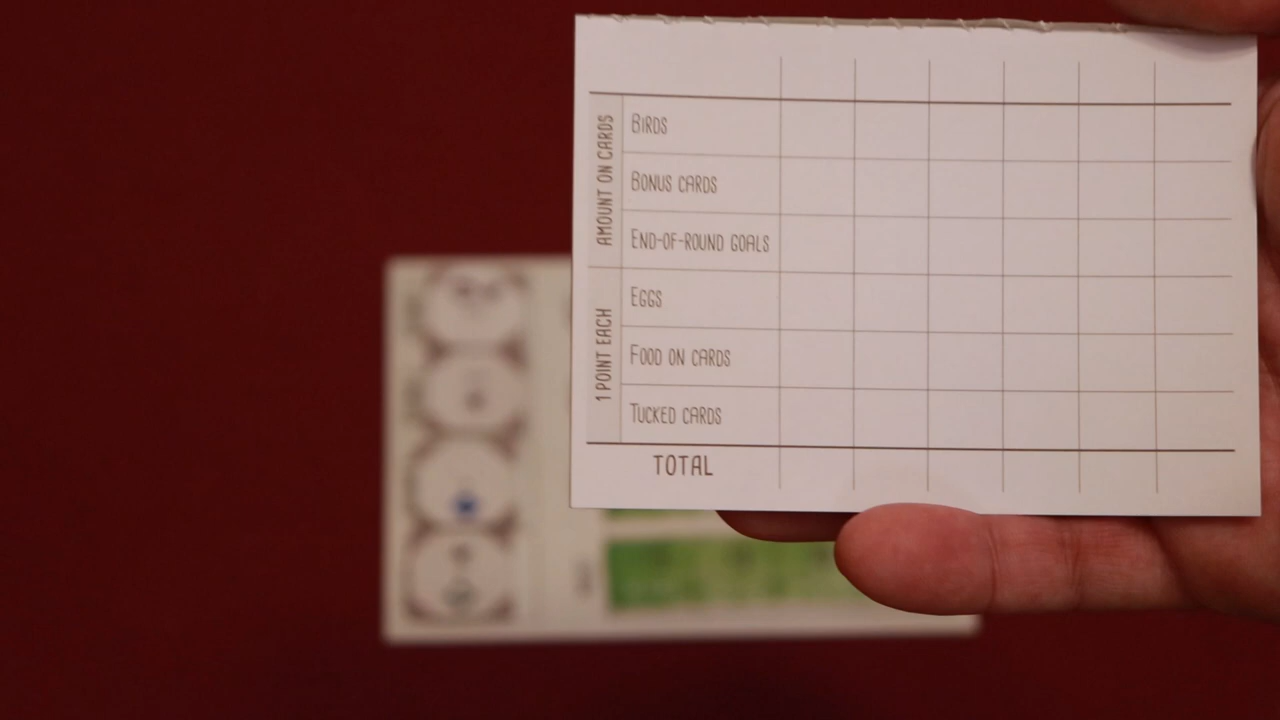 AMOUNT ON CARDS
BIRDS
BONUS CARDS
END-OF-ROUND GOALS
1 POINT EACH
EGGS
FOOD ON CARDS
TUCKED CARDS
TOTAL